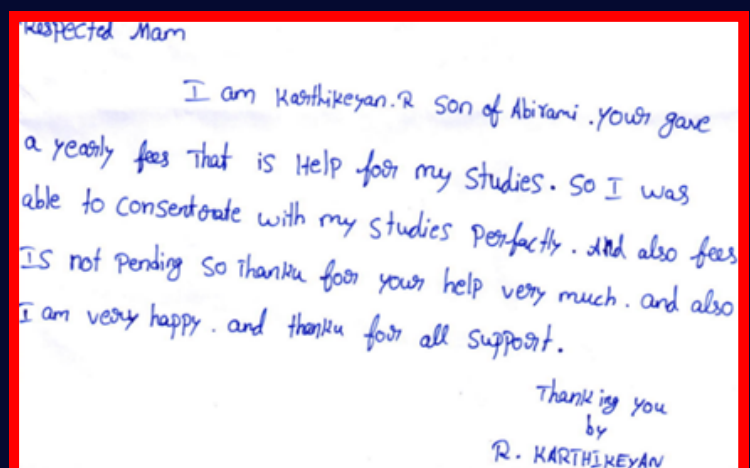 Respected Mam
I am Karthikeyan.R son of Abirami . your gave
a yearly fees That is Help for my studies. So I was
able to consentrate with my studies perfactly. And also fees
Is not Pending so Thanku for your help very much. and also
I am very happy. and thanku for all support.
Thanking you
by
R. KARTHIKEYAN